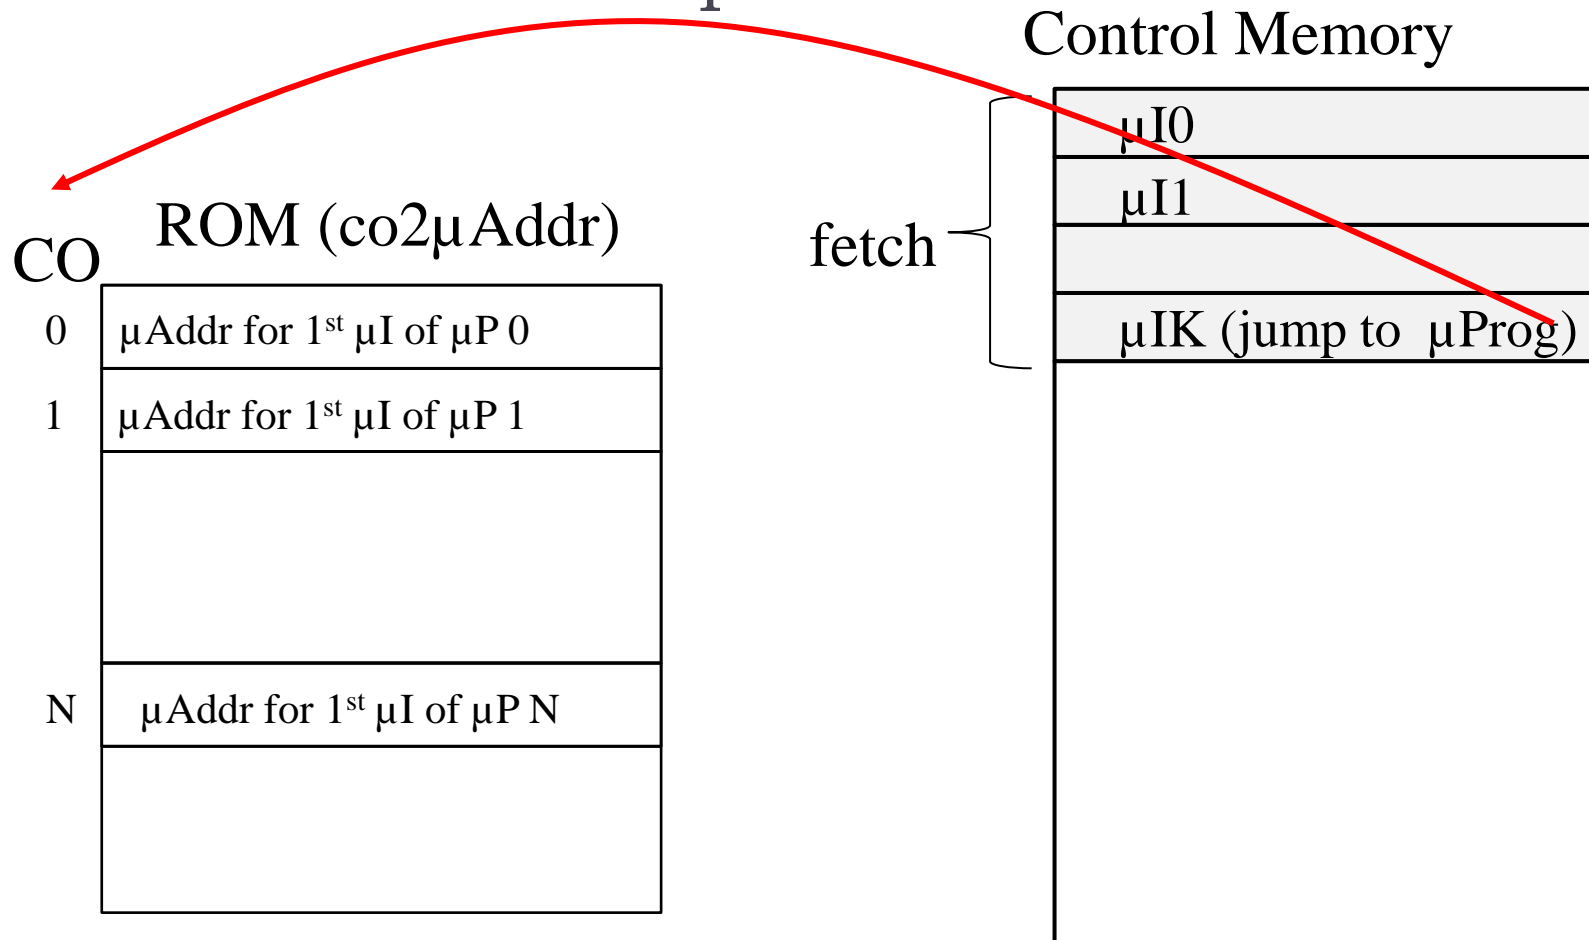 Control Memory
µI0
µI1
fetch
µIK (jump to µProg)
ROM (co2µAddr)
CO
0 µAddr for 1st µI of µP 0
1 µAddr for 1st µI of µP 1
N µAddr for 1st µI of µP N